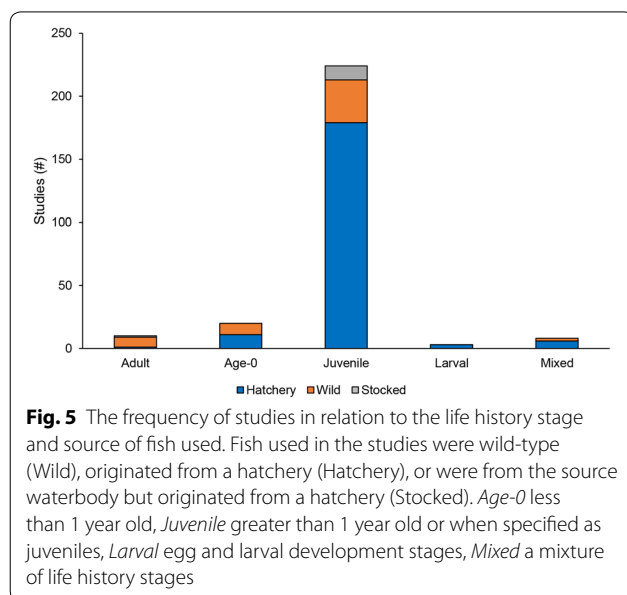 250
200
150
100
50
0
Studies (#)
Adult Age-0 Juvenile Larval Mixed
Hatchery Wild Stocked
Fig. 5 The frequency of studies in relation to the life history stage
and source of fish used. Fish used in the studies were wild-type
(Wild), originated from a hatchery (Hatchery), or were from the source
waterbody but originated from a hatchery (Stocked). Age-0 less
than 1 year old, Juvenile greater than 1 year old or when specified as
juveniles, Larval egg and larval development stages, Mixed a mixture
of life history stages